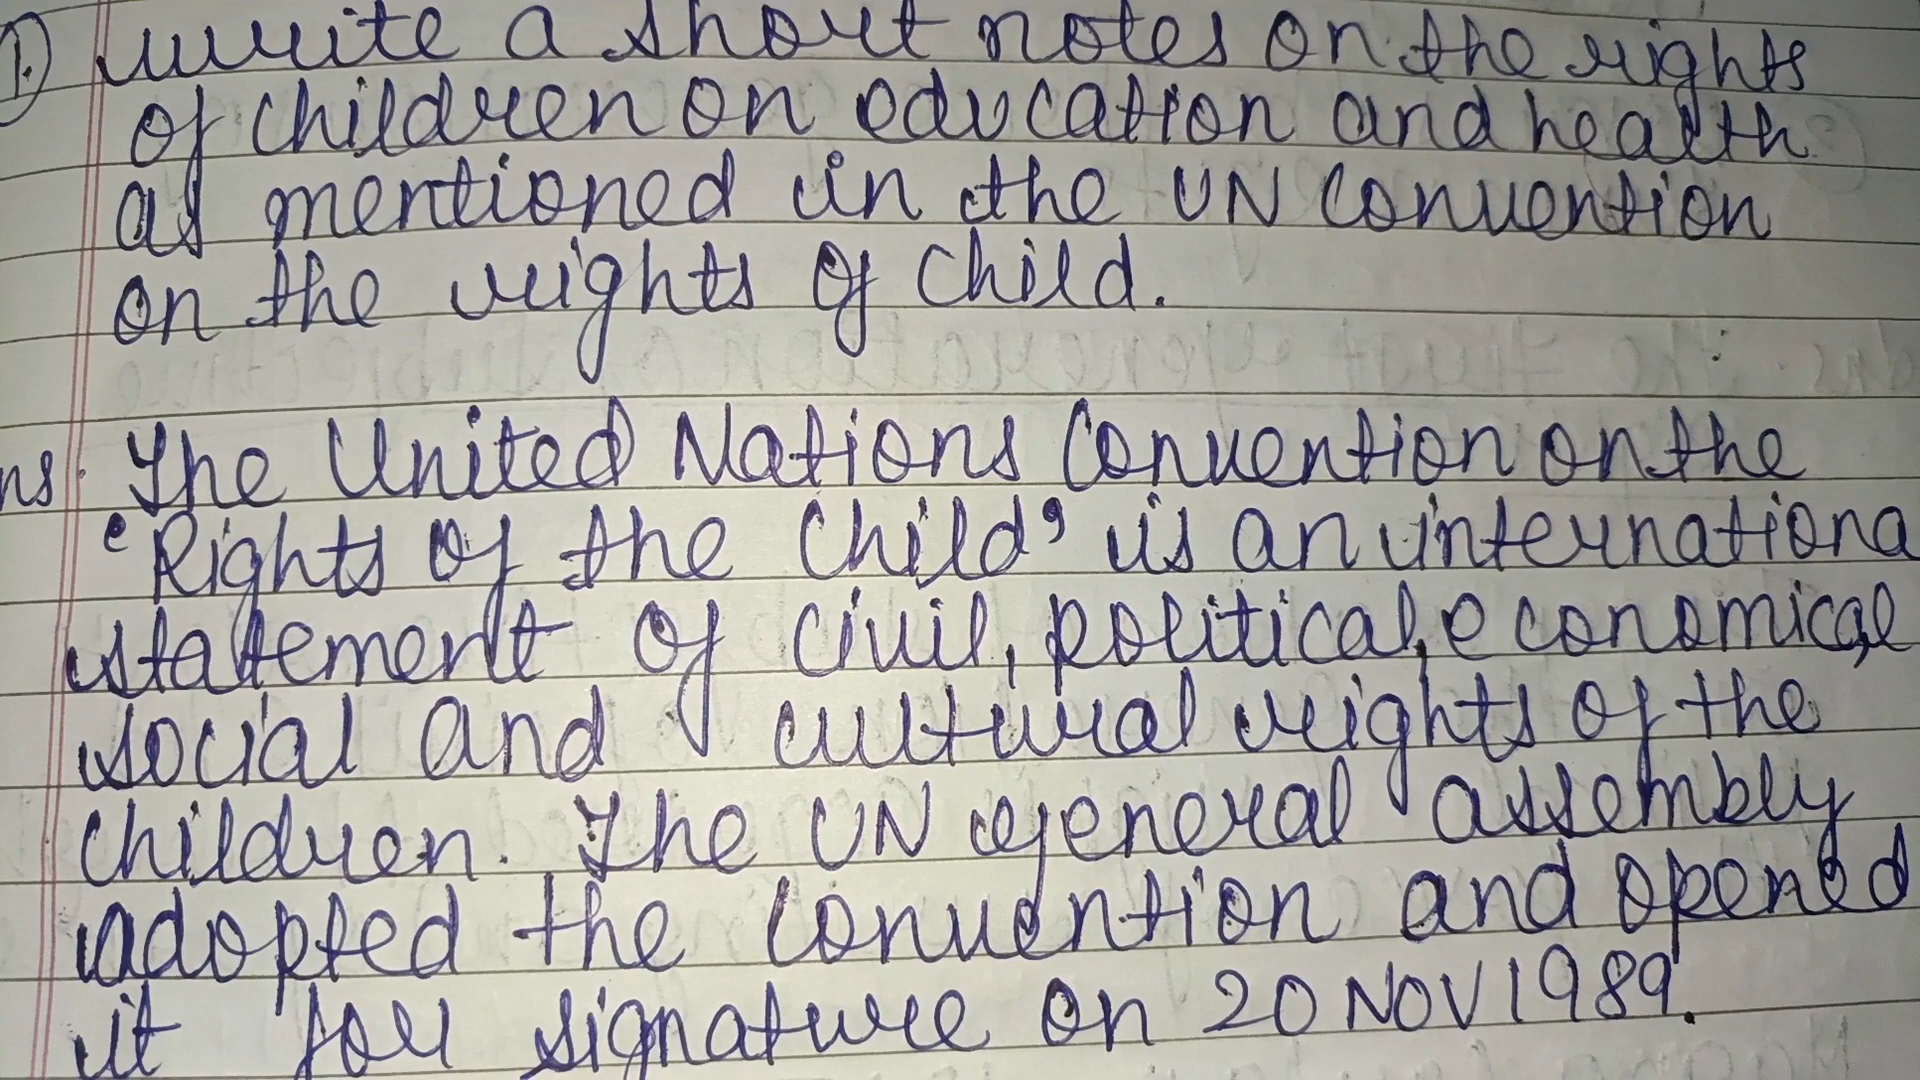 1. Write a short notes on the rights
of children on education and health
as mentioned in the UN Convention
on the rights of child.
ns. The United Nations Convention on the
'Rights of the Child' is an internationa
statement of civil, political, economical,
social and cultural rights of the
children. The UN general assembly
adopted the convention and opened
it for signature on 20 NOV 1989.